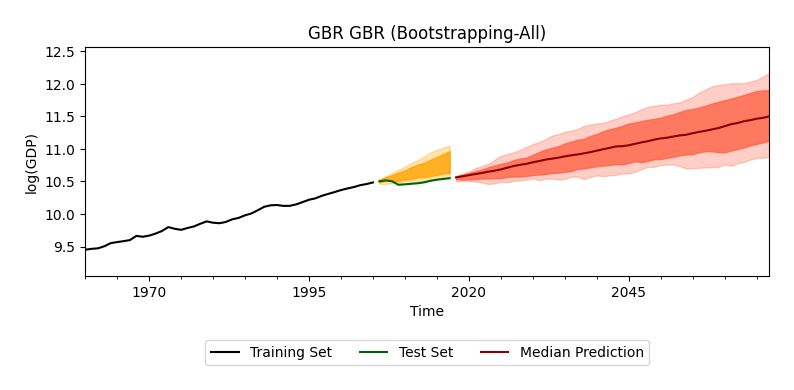 GBR GBR (Bootstrapping-All)
log(GDP)
12.5
12.0
11.5
11.0
10.5
10.0
9.5
1970 1995 2020 2045
Time
Training Set Test Set Median Prediction